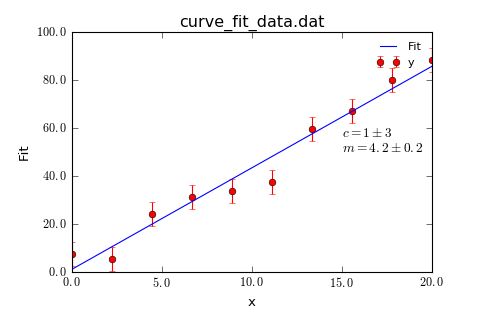 curve_fit_data.dat
100.0
80.0
60.0
40.0
20.0
0.0
Fit
Fit
y
c = 1 ± 3
m = 4.2 ± 0.2
0.0 5.0 10.0 15.0 20.0
x